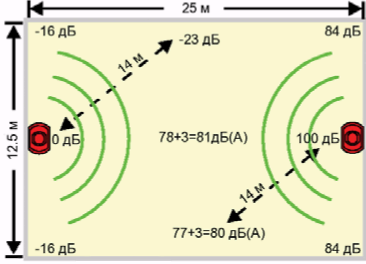 25 м
-16 дБ
-23 дБ
84 дБ
14 м
12.5 м
0 дБ
78+3=81дБ(А)
100 дБ
14 м
77+3=80 дБ(А)
-16 дБ
84 дБ